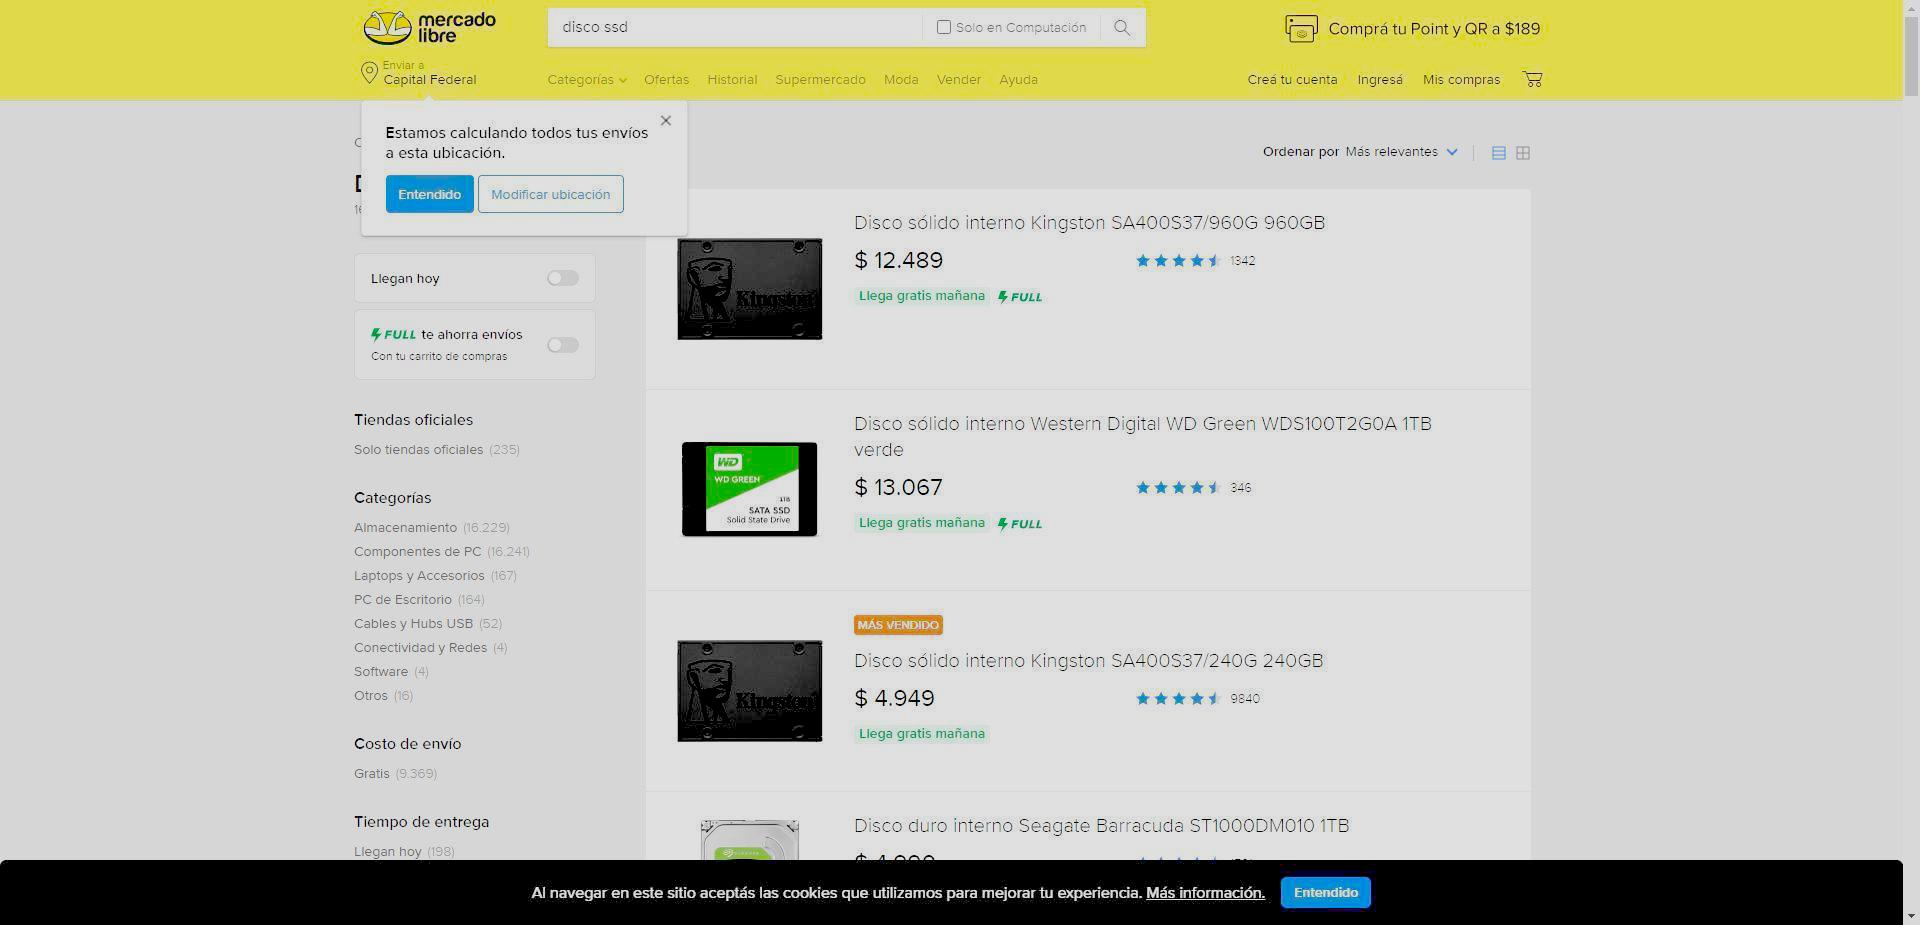 mercado
libre
disco ssd
Solo en Computación
Comprá tu Point y QR a $189
Enviar a
Capital Federal
Categorías
Ofertas
Historial
Supermercado
Moda
Vender
Ayuda
Creá tu cuenta
Ingresá
Mis compras
Estamos calculando todos tus envíos
a esta ubicación.
Entendido
Modificar ubicación
Ordenar por Más relevantes
Llegan hoy
FULL te ahorra envíos
Con tu carrito de compras
Tiendas oficiales
Solo tiendas oficiales (235)
Categorías
Almacenamiento (16.229)
Componentes de PC (16.241)
Laptops y Accesorios (167)
PC de Escritorio (164)
Cables y Hubs USB (52)
Conectividad y Redes (4)
Software (4)
Otros (16)
Costo de envío
Gratis (9.369)
Tiempo de entrega
Llegan hoy (198)
Kingston
Disco sólido interno Kingston SA400S37/960G 960GB
$ 12.489
1342
Llega gratis mañana FULL
WD
WD GREEN
1TB
SATA SSD
Solid State Drive
Disco sólido interno Western Digital WD Green WDS100T2G0A 1TB
verde
$ 13.067
346
Llega gratis mañana FULL
Kingston
MÁS VENDIDO
Disco sólido interno Kingston SA400S37/240G 240GB
$ 4.949
9840
Llega gratis mañana
Disco duro interno Seagate Barracuda ST1000DM010 1TB
Al navegar en este sitio aceptás las cookies que utilizamos para mejorar tu experiencia. Más información.
Entendido